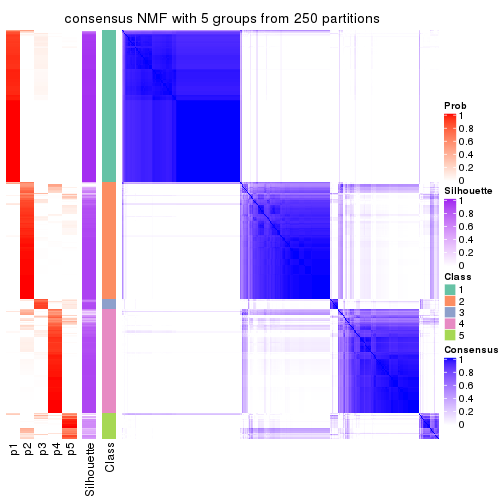 consensus NMF with 5 groups from 250 partitions
Prob
1
0.8
0.6
0.4
0.2
0
Silhouette
1
0.8
0.6
0.4
0.2
0
Class
1
2
3
4
5
Consensus
1
0.8
0.6
0.4
0.2
0
p1
p2
p3
p4
p5
Silhouette
Class